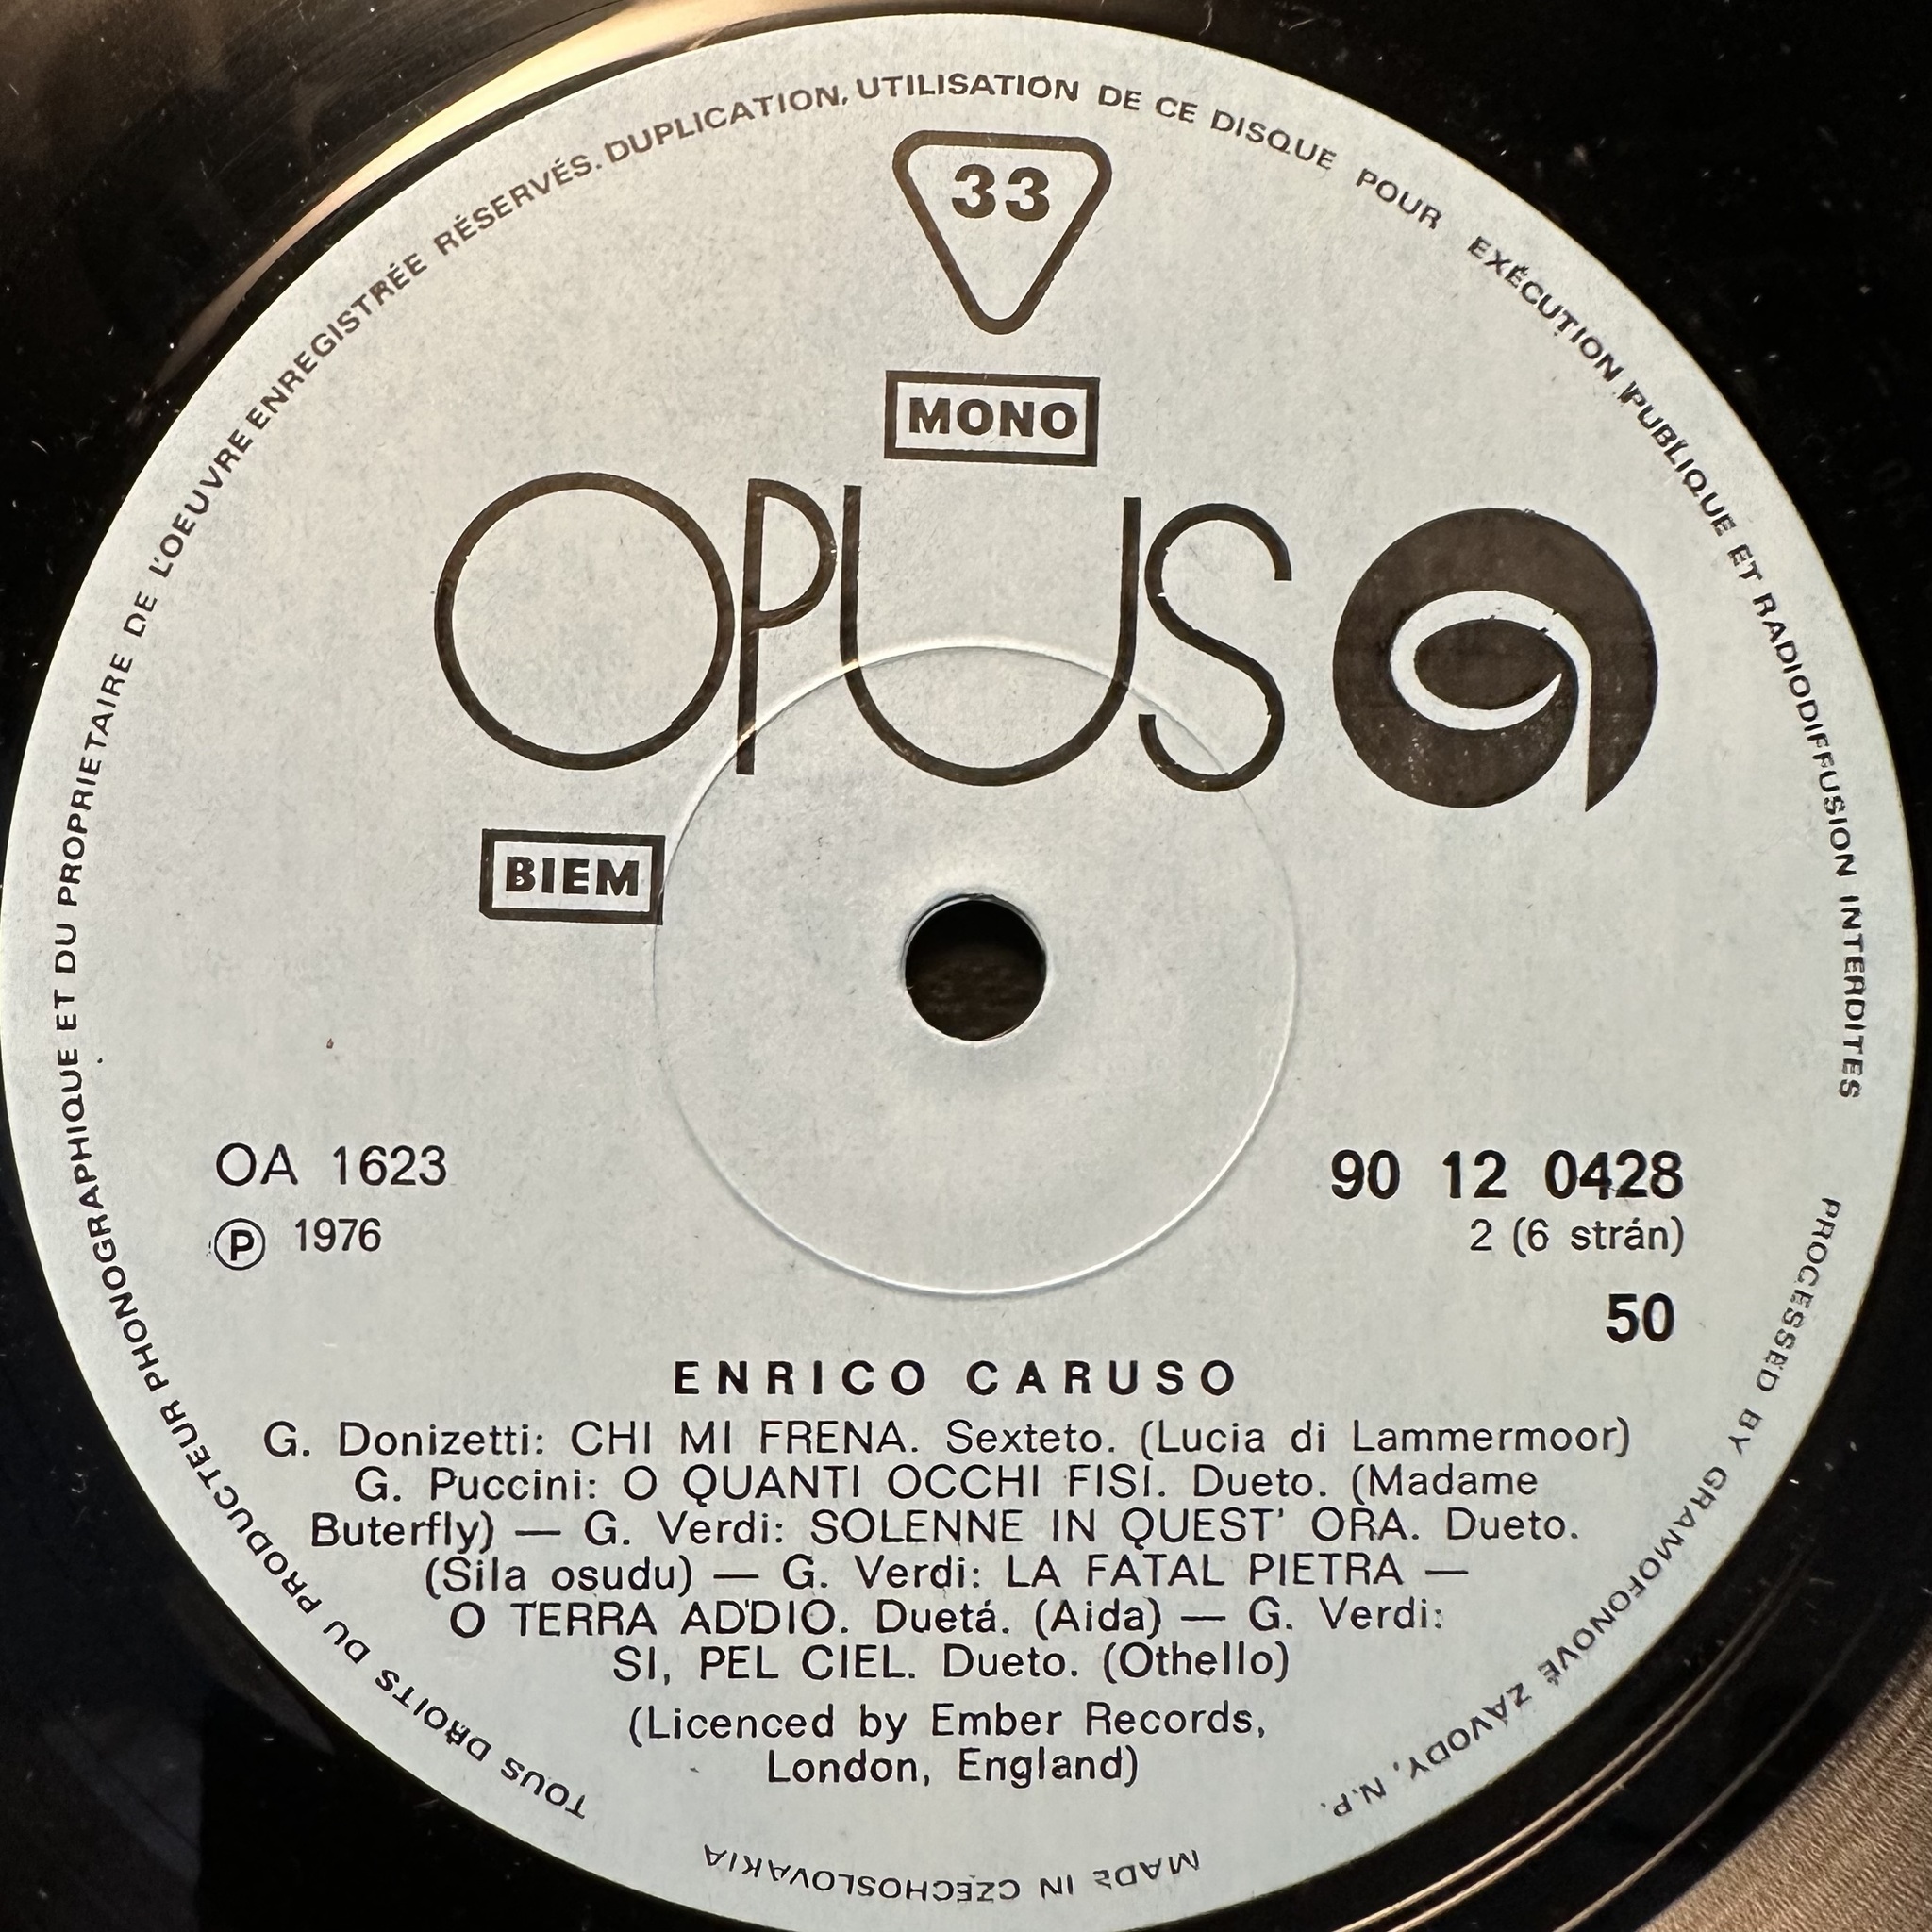 TOUS DROITS DU PRODUCTEUR PHONOGRAPHIQUE ET DU PROPRIETAIRE DE L'OEUVRE ENREGISTRÉE RÉSERVÉS. DUPLICATION, UTILISATION DE CE DISQUE POUR EXÉCUTION PUBLIQUE ET RADIODIFFUSION INTERDITES
33
MONO
OPUS
BIEM
OA 1623
℗ 1976
90 12 0428
2 (6 strán)
50
ENRICO CARUSO
G. Donizetti: CHI MI FRENA. Sexteto. (Lucia di Lammermoor)
G. Puccini: O QUANTI OCCHI FISI. Dueto. (Madame
Buterfly) — G. Verdi: SOLENNE IN QUEST' ORA. Dueto.
(Sila osudu) — G. Verdi: LA FATAL PIETRA —
O TERRA ADDIO. Duetá. (Aida) — G. Verdi:
SI, PEL CIEL. Dueto. (Othello)
(Licenced by Ember Records,
London, England)
PROCESSED BY GRAMOFONOVÉ ZÁVODY, N.P.
MADE IN CZECHOSLOVAKIA